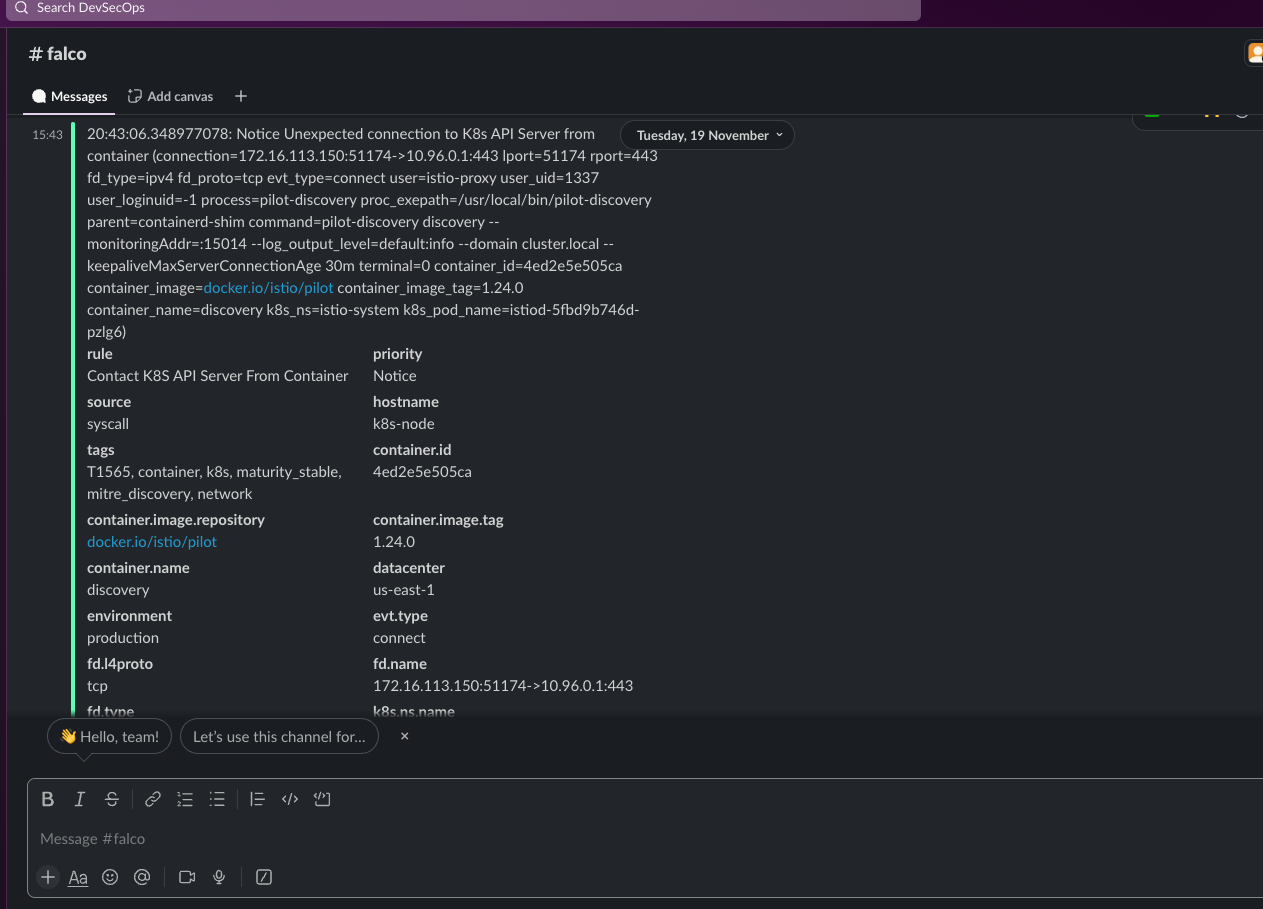 Search DevSecOps
# falco
Messages Add canvas
Tuesday, 19 November
15:43
20:43:06.348977078: Notice Unexpected connection to K8s API Server from
container (connection=172.16.113.150:51174->10.96.0.1:443 lport=51174 rport=443
fd_type=ipv4 fd_proto=tcp evt_type=connect user=istio-proxy user_uid=1337
user_loginuid=-1 process=pilot-discovery proc_exepath=/usr/local/bin/pilot-discovery
parent=containerd-shim command=pilot-discovery discovery --
monitoringAddr=:15014 --log_output_level=default:info --domain cluster.local --
keepaliveMaxServerConnectionAge 30m terminal=0 container_id=4ed2e5e505ca
container_image=docker.io/istio/pilot container_image_tag=1.24.0
container_name=discovery k8s_ns=istio-system k8s_pod_name=istiod-5fbd9b746d-
pzlg6)
rule priority
Contact K8S API Server From Container Notice
source hostname
syscall k8s-node
tags container.id
T1565, container, k8s, maturity_stable, 4ed2e5e505ca
mitre_discovery, network
container.image.repository container.image.tag
docker.io/istio/pilot 1.24.0
container.name datacenter
discovery us-east-1
environment evt.type
production connect
fd.l4proto fd.name
tcp 172.16.113.150:51174->10.96.0.1:443
fd.type k8s.ns.name
👋 Hello, team! Let's use this channel for...
Message #falco
Aa